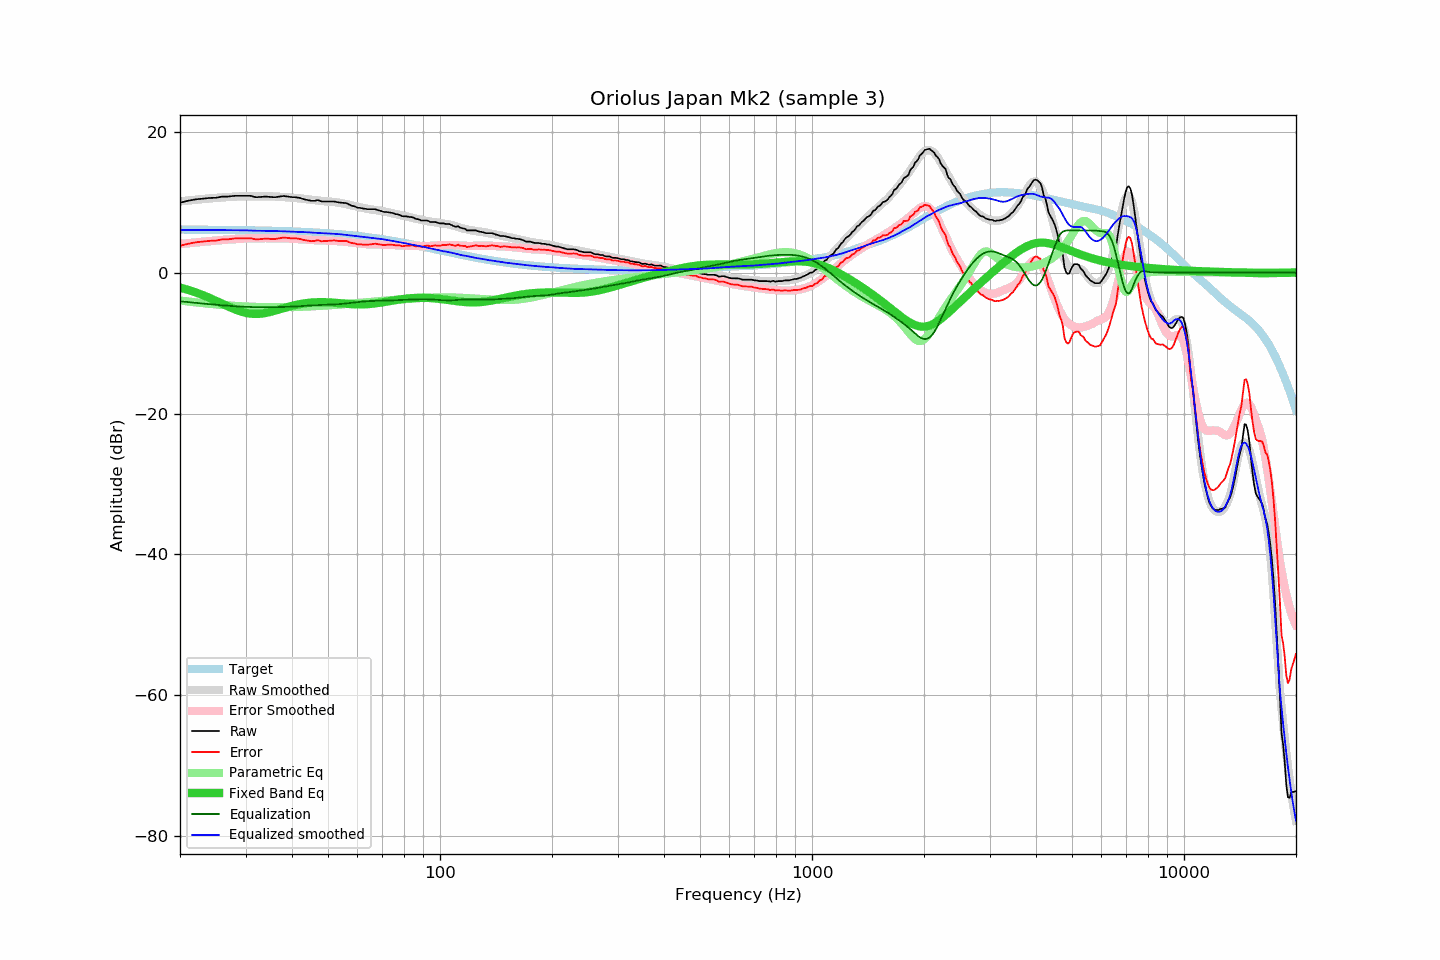 Oriolus Japan Mk2 (sample 3)
20
0
−20
−40
−60
−80
Amplitude (dBr)
Target
Raw Smoothed
Error Smoothed
Raw
Error
Parametric Eq
Fixed Band Eq
Equalization
Equalized smoothed
100
1000
10000
Frequency (Hz)